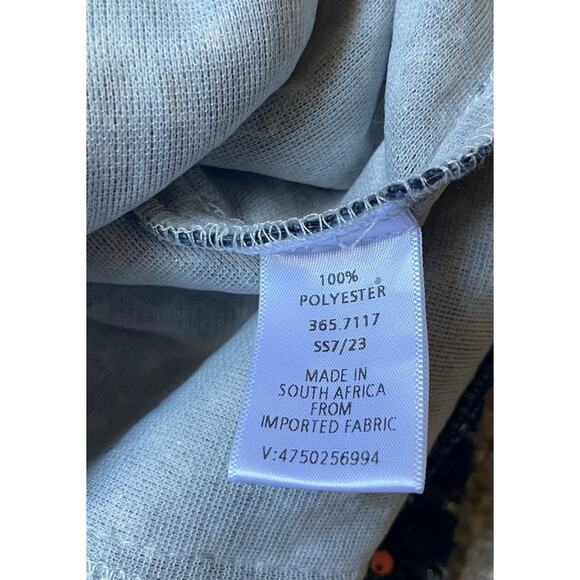 100%
POLYESTER
365.7117
SS7/23
MADE IN
SOUTH AFRICA
FROM
IMPORTED FABRIC
V:4750256994